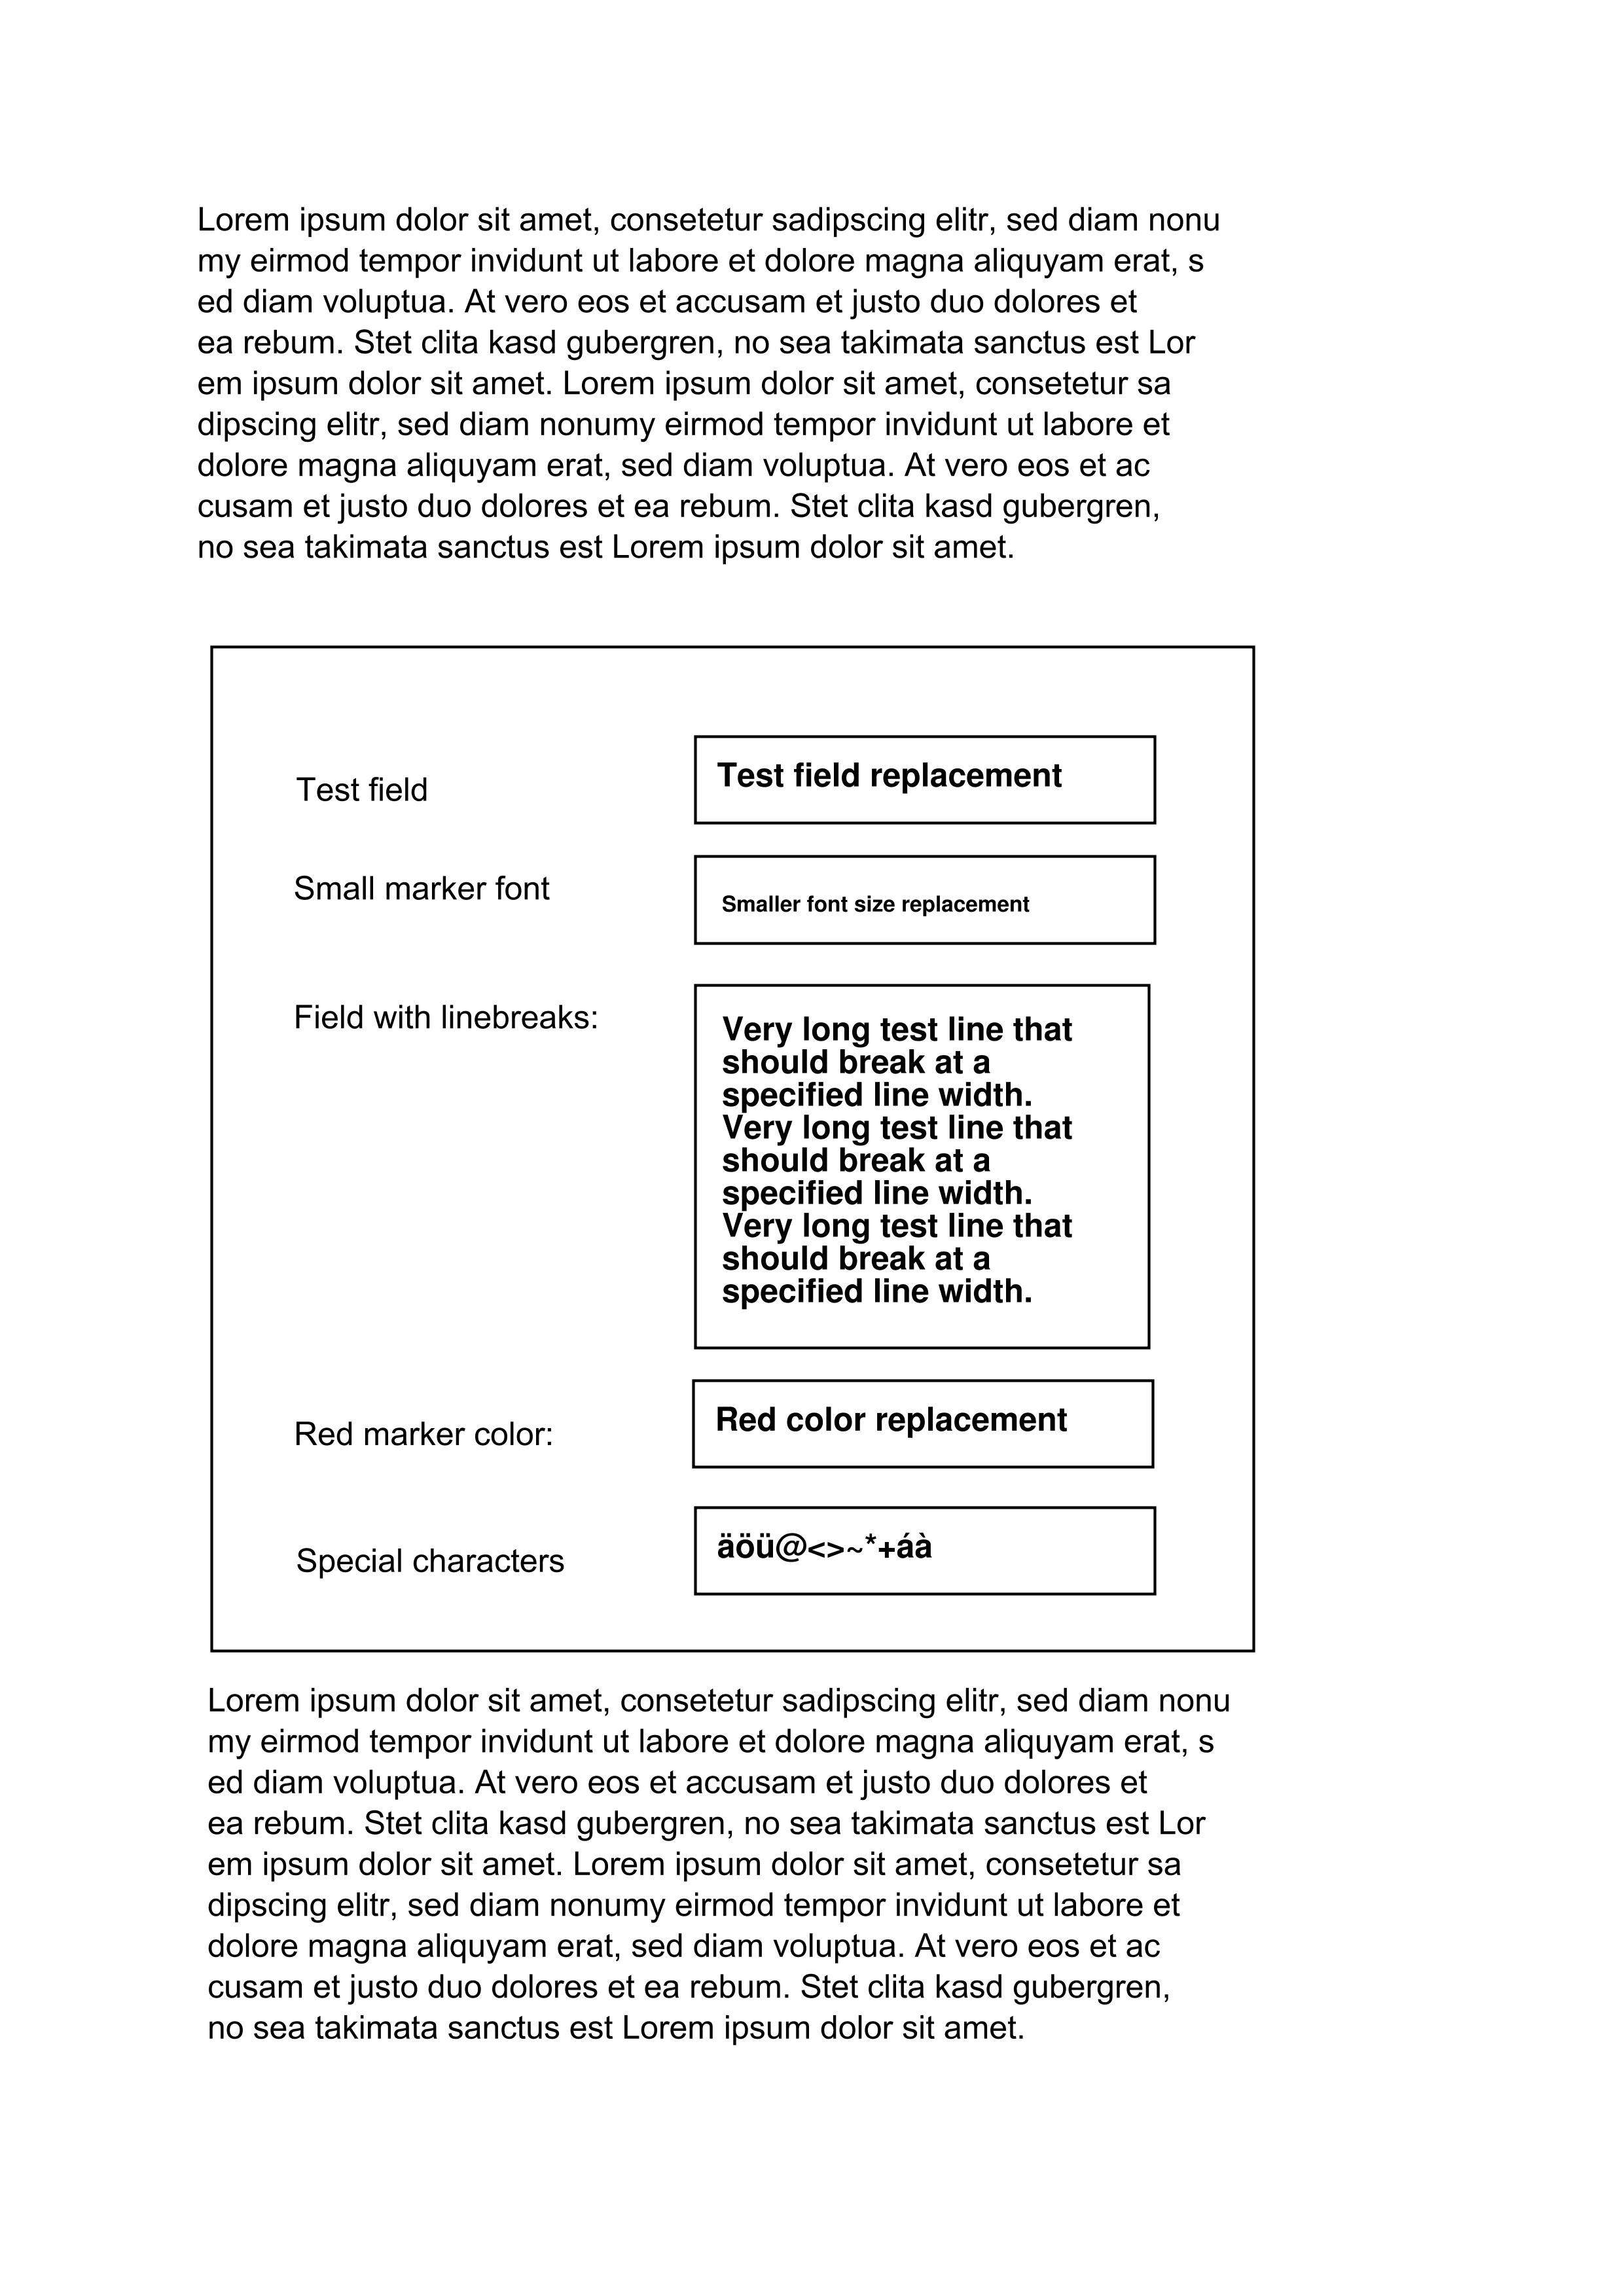 Lorem ipsum dolor sit amet, consetetur sadipscing elitr, sed diam nonu
my eirmod tempor invidunt ut labore et dolore magna aliquyam erat, s
ed diam voluptua. At vero eos et accusam et justo duo dolores et
ea rebum. Stet clita kasd gubergren, no sea takimata sanctus est Lor
em ipsum dolor sit amet. Lorem ipsum dolor sit amet, consetetur sa
dipscing elitr, sed diam nonumy eirmod tempor invidunt ut labore et
dolore magna aliquyam erat, sed diam voluptua. At vero eos et ac
cusam et justo duo dolores et ea rebum. Stet clita kasd gubergren,
no sea takimata sanctus est Lorem ipsum dolor sit amet.
Test field
Test field replacement
Small marker font
Smaller font size replacement
Field with linebreaks:
Very long test line that
should break at a
specified line width.
Very long test line that
should break at a
specified line width.
Very long test line that
should break at a
specified line width.
Red marker color:
Red color replacement
Special characters
äöü@<>~*+áà
Lorem ipsum dolor sit amet, consetetur sadipscing elitr, sed diam nonu
my eirmod tempor invidunt ut labore et dolore magna aliquyam erat, s
ed diam voluptua. At vero eos et accusam et justo duo dolores et
ea rebum. Stet clita kasd gubergren, no sea takimata sanctus est Lor
em ipsum dolor sit amet. Lorem ipsum dolor sit amet, consetetur sa
dipscing elitr, sed diam nonumy eirmod tempor invidunt ut labore et
dolore magna aliquyam erat, sed diam voluptua. At vero eos et ac
cusam et justo duo dolores et ea rebum. Stet clita kasd gubergren,
no sea takimata sanctus est Lorem ipsum dolor sit amet.